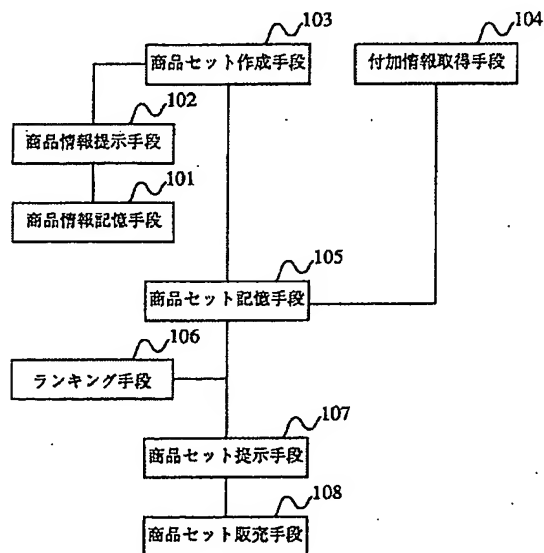 103
商品セット作成手段
104
付加情報取得手段
102
商品情報提示手段
101
商品情報記憶手段
105
商品セット記憶手段
106
ランキング手段
107
商品セット提示手段
108
商品セット販売手段